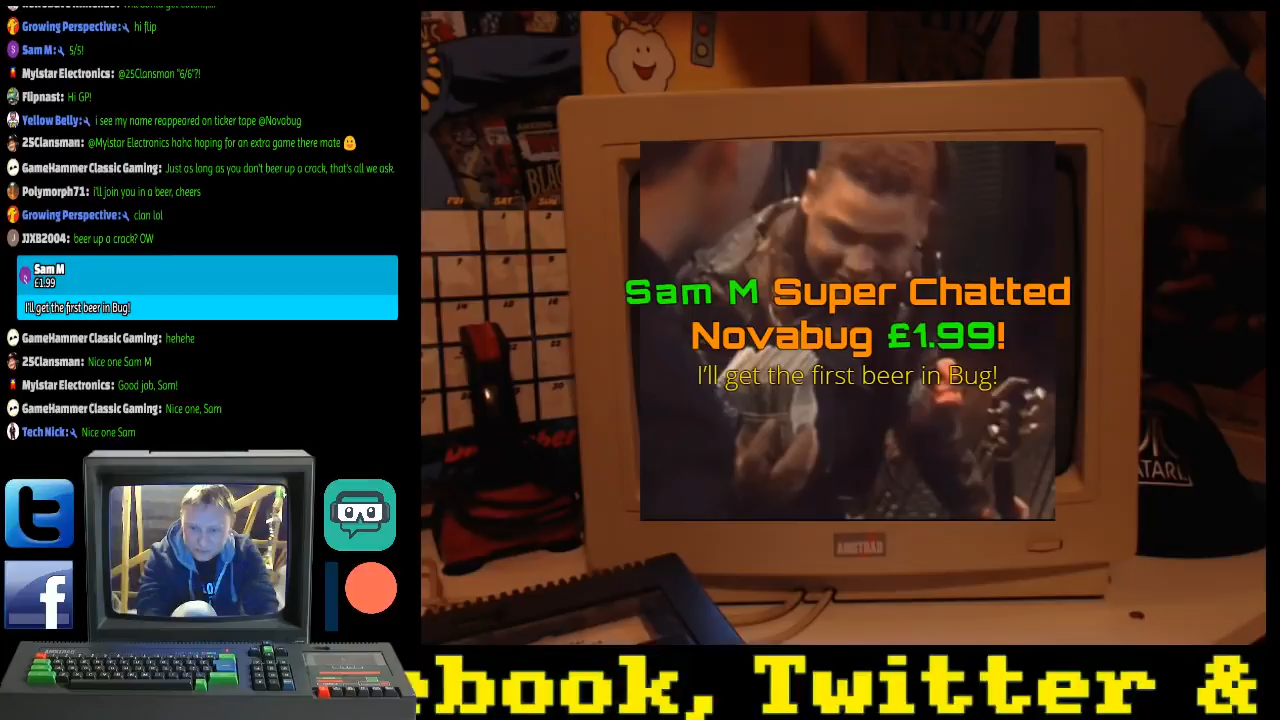 Growing Perspective: hi flip
Sam M: 5/5!
Mylstar Electronics: @25Clansman "6/6"?!
Flipnast: Hi GP!
Yellow Belly: i see my name reappeared on ticker tape @Novabug
25Clansman: @Mylstar Electronics haha hoping for an extra game there mate
GameHammer Classic Gaming: Just as long as you don't beer up a crack, that's all we ask.
Polymorph71: i'll join you in a beer, cheers
Growing Perspective: clan lol
JJXB2004: beer up a crack? OW
Sam M
£1.99
I'll get the first beer in Bug!
GameHammer Classic Gaming: hehehe
25Clansman: Nice one Sam M
Mylstar Electronics: Good job, Sam!
GameHammer Classic Gaming: Nice one, Sam
Tech Nick: Nice one Sam
FRI SAT SUN
Sam M Super Chatted
Novabug £1.99!
I'll get the first beer in Bug!
ATARI
AMSTRAD
ebook, Twitter &